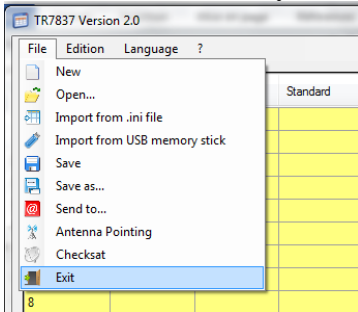 TR7837 Version 2.0
File Edition Language ?
New
Open...
Standard
Import from .ini file
Import from USB memory stick
Save
Save as...
Send to...
Antenna Pointing
Checksat
Exit
8